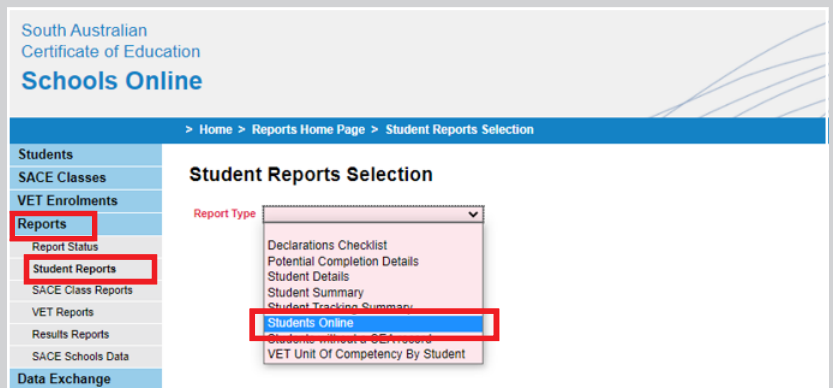 South Australian
Certificate of Education
Schools Online
> Home > Reports Home Page > Student Reports Selection
Students
SACE Classes
VET Enrolments
Reports
Report Status
Student Reports
SACE Class Reports
VET Reports
Results Reports
SACE Schools Data
Data Exchange
Student Reports Selection
Report Type
Declarations Checklist
Potential Completion Details
Student Details
Student Summary
Student Tracking Summary
Students Online
Students without a
record
VET Unit Of Competency By Student